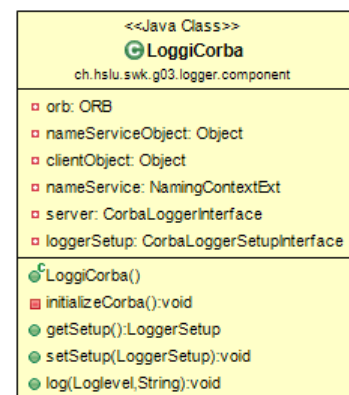 <<Java Class>>
LoggiCorba
ch.hslu.swk.g03.logger.component
orb: ORB
nameServiceObject: Object
clientObject: Object
nameService: NamingContextExt
server: CorbaLoggerInterface
loggerSetup: CorbaLoggerSetupInterface
LoggiCorba()
initializeCorba():void
getSetup():LoggerSetup
setSetup(LoggerSetup):void
log(Loglevel,String):void